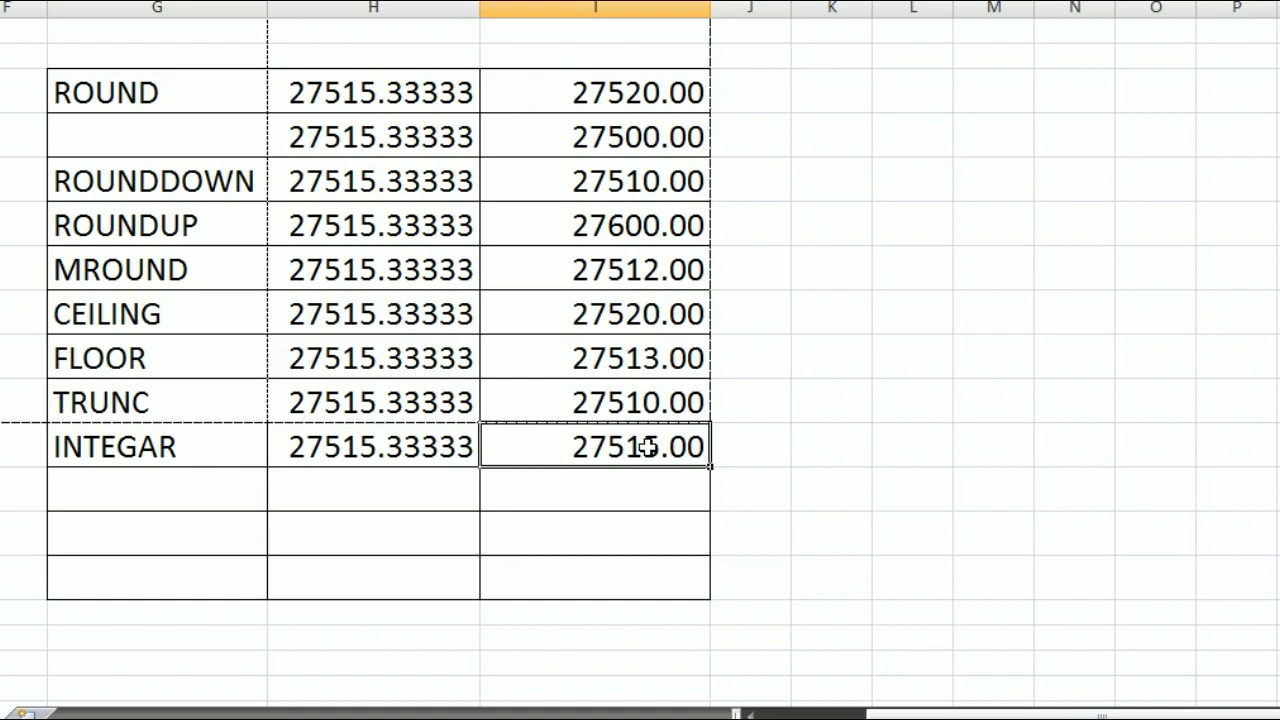 F G H I J K L M N O P
ROUND 27515.33333 27520.00
27515.33333 27500.00
ROUNDDOWN 27515.33333 27510.00
ROUNDUP 27515.33333 27600.00
MROUND 27515.33333 27512.00
CEILING 27515.33333 27520.00
FLOOR 27515.33333 27513.00
TRUNC 27515.33333 27510.00
INTEGAR 27515.33333 27515.00